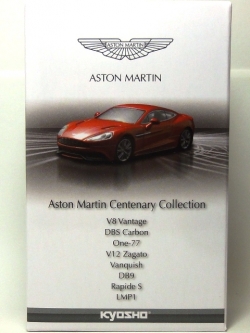 ASTON MARTIN
ASTON MARTIN
Aston Martin Centenary Collection
V8 Vantage
DBS Carbon
One-77
V12 Zagato
Vanquish
DB9
Rapide S
LMP1
KYOSHO